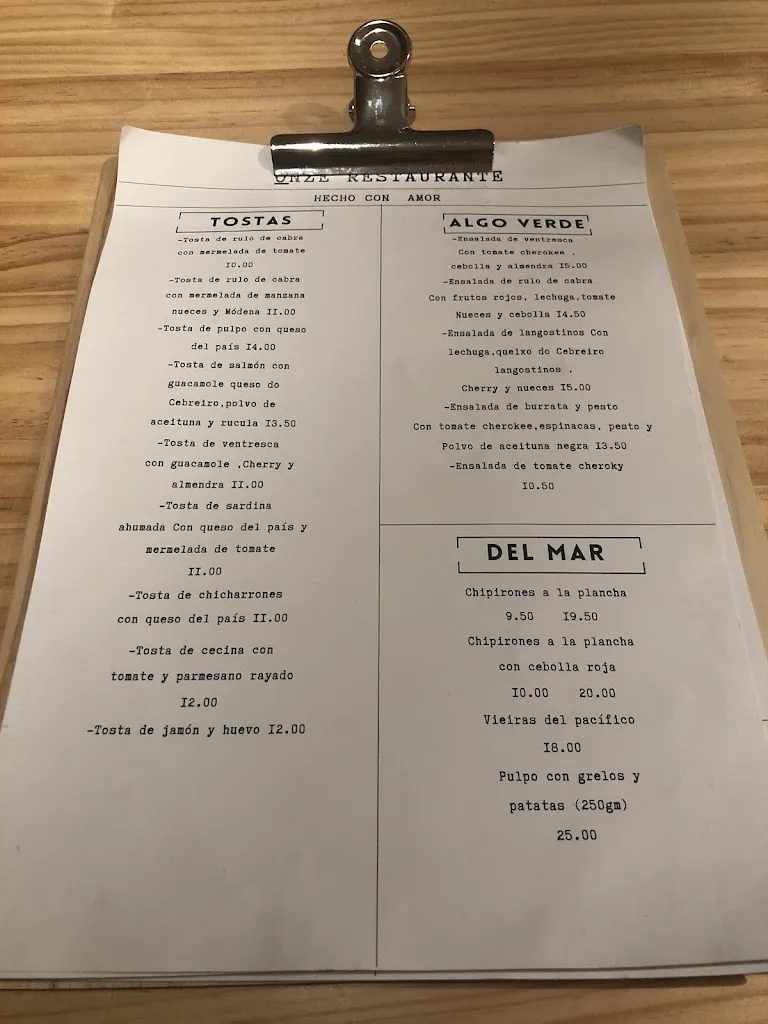 ONZE RESTAURANTE
HECHO CON AMOR
TOSTAS
-Tosta de rulo de cabra
con mermelada de tomate
I0.00
-Tosta de rulo de cabra
con mermelada de manzana
nueces y Módena II.00
-Tosta de pulpo con queso
del país I4.00
-Tosta de salmón con
guacamole queso do
Cebreiro,polvo de
aceituna y rucula I3.50
-Tosta de ventresca
con guacamole ,Cherry y
almendra II.00
-Tosta de sardina
ahumada Con queso del país y
mermelada de tomate
II.00
-Tosta de chicharrones
con queso del país II.00
-Tosta de cecina con
tomate y parmesano rayado
I2.00
-Tosta de jamón y huevo I2.00
ALGO VERDE
-Ensalada de ventresca
Con tomate cherokee ,
cebolla y almendra I5.00
-Ensalada de rulo de cabra
Con frutos rojos, lechuga,tomate
Nueces y cebolla I4.50
-Ensalada de langostinos Con
lechuga,queixo do Cebreiro
langostinos ,
Cherry y nueces I5.00
-Ensalada de burrata y pesto
Con tomate cherokee,espinacas, pesto y
Polvo de aceituna negra I3.50
-Ensalada de tomate cheroky
I0.50
DEL MAR
Chipirones a la plancha
9.50 I9.50
Chipirones a la plancha
con cebolla roja
I0.00 20.00
Vieiras del pacífico
I8.00
Pulpo con grelos y
patatas (250gm)
25.00